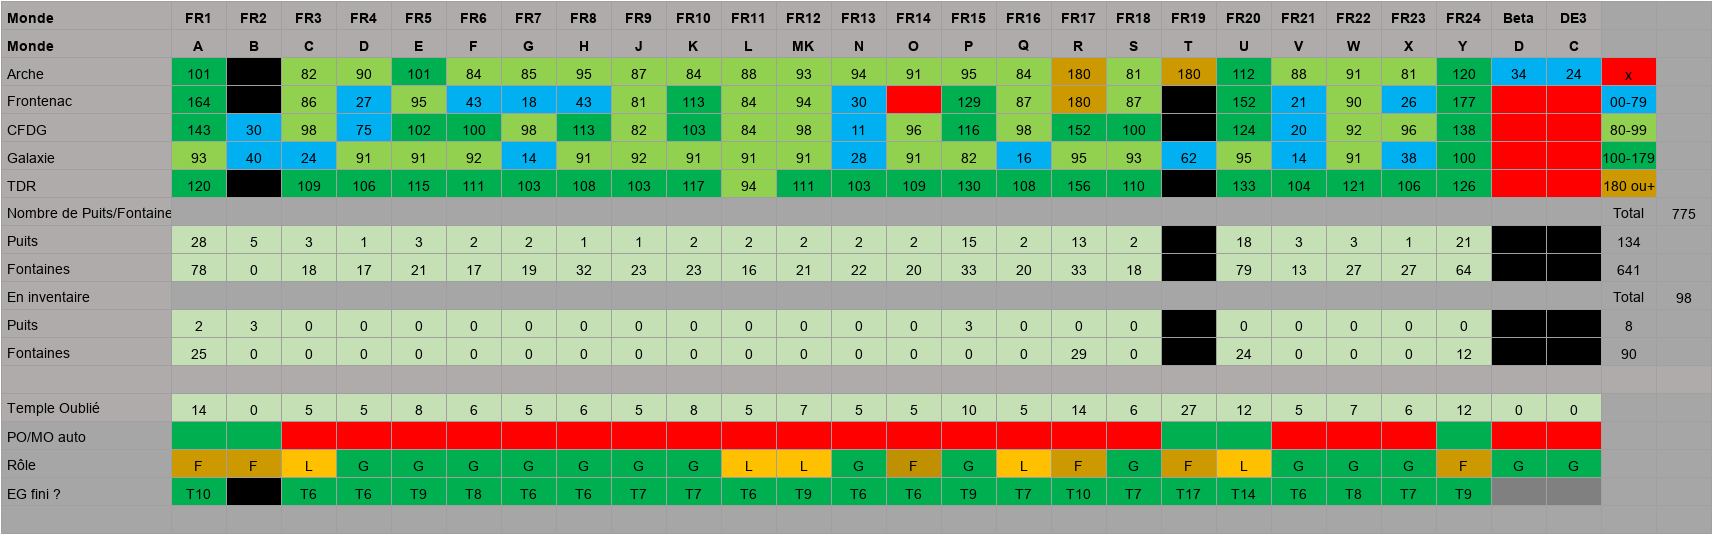 Monde FR1 FR2 FR3 FR4 FR5 FR6 FR7 FR8 FR9 FR10 FR11 FR12 FR13 FR14 FR15 FR16 FR17 FR18 FR19 FR20 FR21 FR22 FR23 FR24 Beta DE3
Monde A B C D E F G H J K L MK N O P Q R S T U V W X Y D C
Arche 101 82 90 101 84 85 95 87 84 88 93 94 91 95 84 180 81 180 112 88 91 81 120 34 24 x
Frontenac 164 86 27 95 43 18 43 81 113 84 94 30 129 87 180 87 152 21 90 26 177 00-79
CFDG 143 30 98 75 102 100 98 113 82 103 84 98 11 96 116 98 152 100 124 20 92 96 138 80-99
Galaxie 93 40 24 91 91 92 14 91 92 91 91 91 28 91 82 16 95 93 62 95 14 91 38 100 100-179
TDR 120 109 106 115 111 103 108 103 117 94 111 103 109 130 108 156 110 133 104 121 106 126 180 ou+
Nombre de Puits/Fontaine Total 775
Puits 28 5 3 1 3 2 2 1 1 2 2 2 2 2 15 2 13 2 18 3 3 1 21 134
Fontaines 78 0 18 17 21 17 19 32 23 23 16 21 22 20 33 20 33 18 79 13 27 27 64 641
En inventaire Total 98
Puits 2 3 0 0 0 0 0 0 0 0 0 0 0 0 3 0 0 0 0 0 0 0 0 8
Fontaines 25 0 0 0 0 0 0 0 0 0 0 0 0 0 0 0 29 0 24 0 0 0 12 90
Temple Oublié 14 0 5 5 8 6 5 6 5 8 5 7 5 5 10 5 14 6 27 12 5 7 6 12 0 0
PO/MO auto
Rôle F F L G G G G G G G L L G F G L F G F L G G G F G G
EG fini ? T10 T6 T6 T9 T8 T6 T6 T7 T7 T6 T9 T6 T6 T9 T7 T10 T7 T17 T14 T6 T8 T7 T9